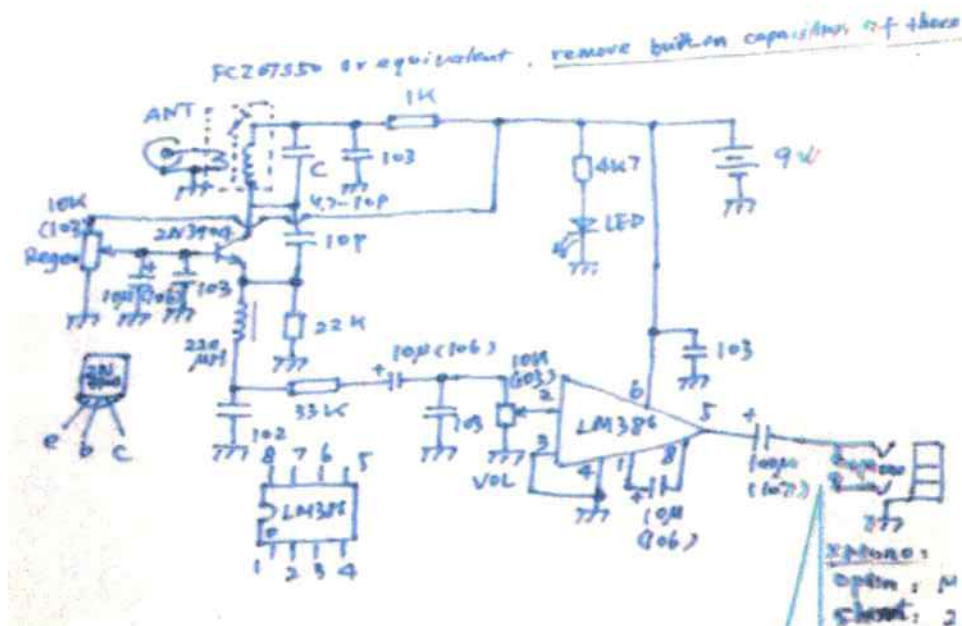 FCZ07S50 or equivalent. remove built-on capacitors of these
ANT
1K
C
103
4.7-10P
4K7
LED
9V
10K
(103)
Regen
2N3904
10P
10μ (106)
103
220
μH
22K
10μ (106)
33K
102
103
10K
(103)
2
3
VOL
LM386
6
4
1
8
5
103
10μ
(106)
100μ
(107)
e
b
c
8 7 6 5
LM386
1 2 3 4
open:
short: 2